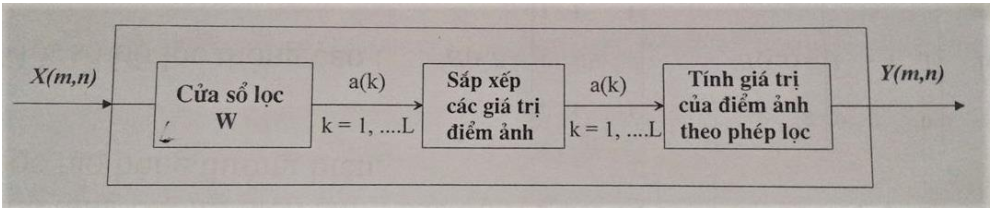 X(m,n)
Cửa sổ lọc
W
a(k)
k = 1, ....L
Sắp xếp
các giá trị
điểm ảnh
a(k)
k = 1, ....L
Tính giá trị
của điểm ảnh
theo phép lọc
Y(m,n)